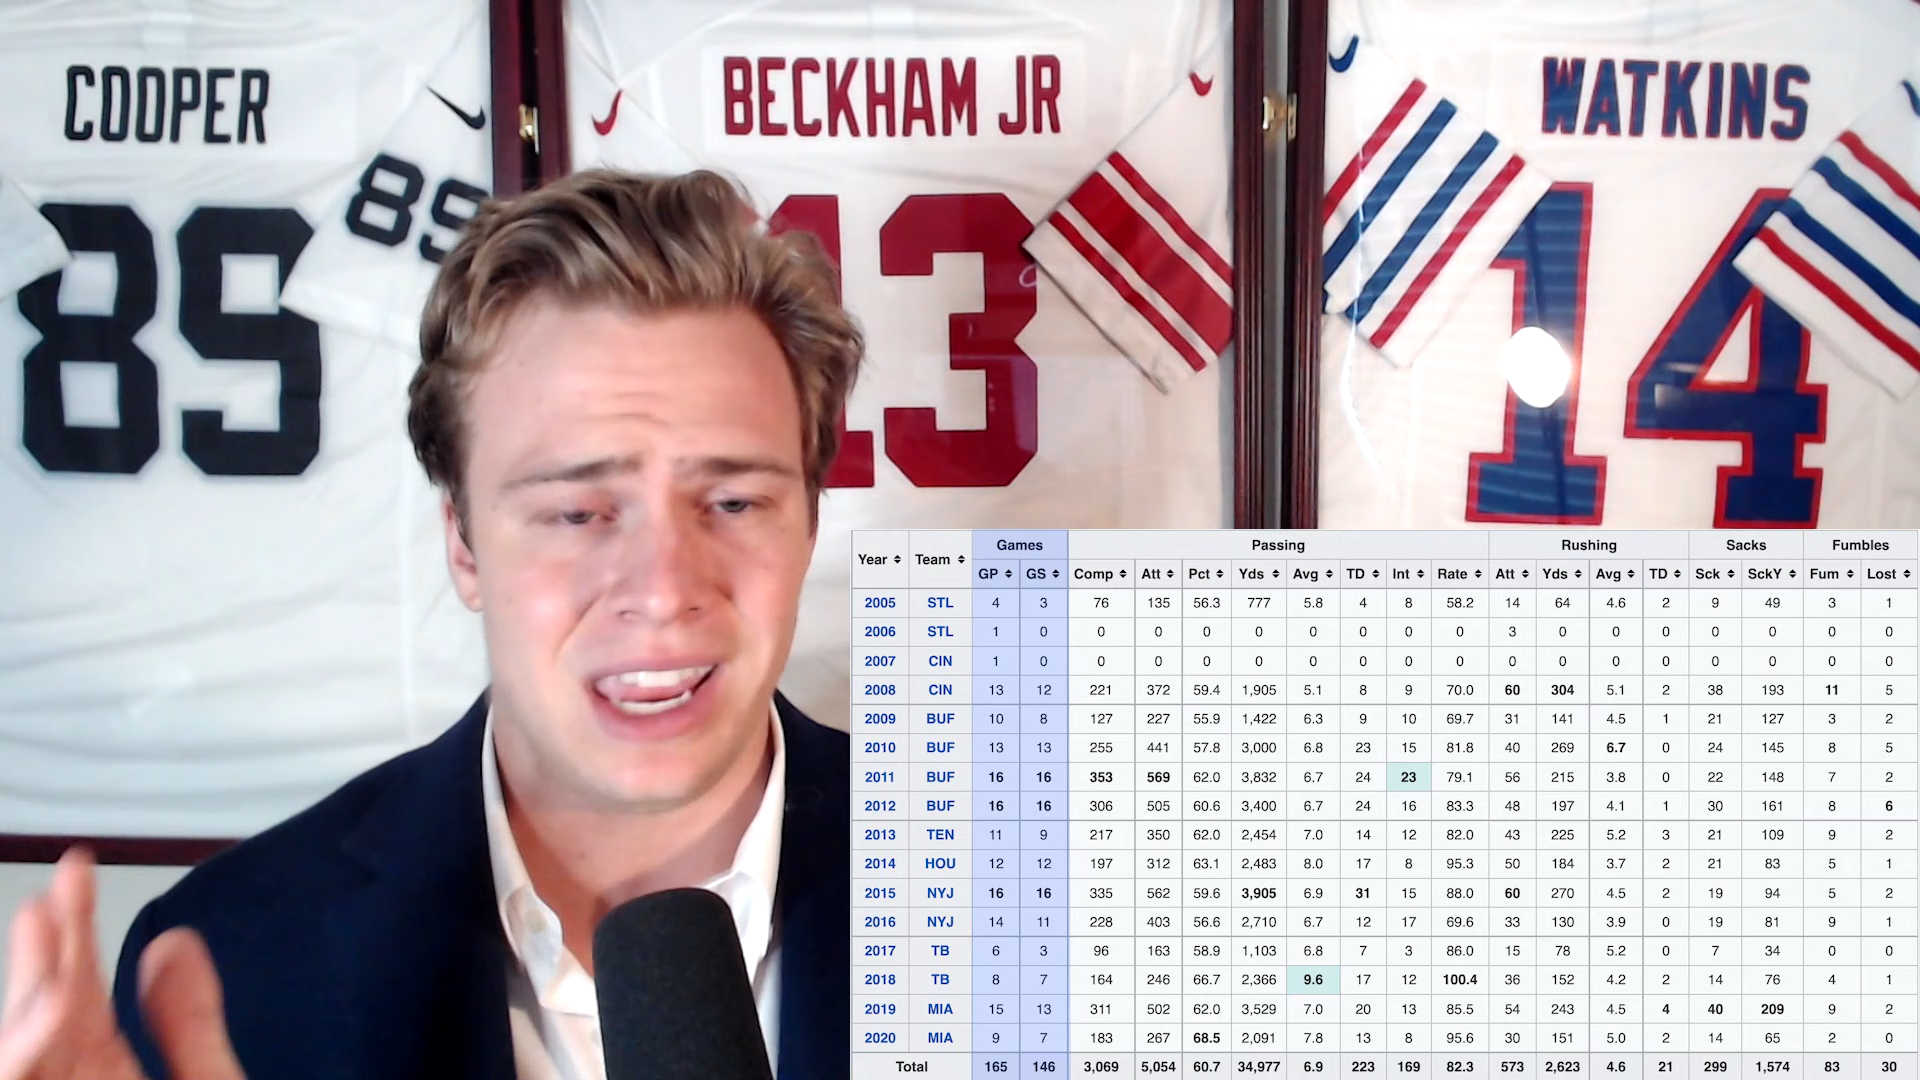 COOPER
BECKHAM JR
WATKINS
89
89
13
14
Games Passing Rushing Sacks Fumbles
Year Team GP GS Comp Att Pct Yds Avg TD Int Rate Att Yds Avg TD Sck SckY Fum Lost
2005 STL 4 3 76 135 56.3 777 5.8 4 8 58.2 14 64 4.6 2 9 49 3 1
2006 STL 1 0 0 0 0 0 0 0 0 0 3 0 0 0 0 0 0 0
2007 CIN 1 0 0 0 0 0 0 0 0 0 0 0 0 0 0 0 0 0
2008 CIN 13 12 221 372 59.4 1,905 5.1 8 9 70.0 60 304 5.1 2 38 193 11 5
2009 BUF 10 8 127 227 55.9 1,422 6.3 9 10 69.7 31 141 4.5 1 21 127 3 2
2010 BUF 13 13 255 441 57.8 3,000 6.8 23 15 81.8 40 269 6.7 0 24 145 8 5
2011 BUF 16 16 353 569 62.0 3,832 6.7 24 23 79.1 56 215 3.8 0 22 148 7 2
2012 BUF 16 16 306 505 60.6 3,400 6.7 24 16 83.3 48 197 4.1 1 30 161 8 6
2013 TEN 11 9 217 350 62.0 2,454 7.0 14 12 82.0 43 225 5.2 3 21 109 9 2
2014 HOU 12 12 197 312 63.1 2,483 8.0 17 8 95.3 50 184 3.7 2 21 83 5 1
2015 NYJ 16 16 335 562 59.6 3,905 6.9 31 15 88.0 60 270 4.5 2 19 94 5 2
2016 NYJ 14 11 228 403 56.6 2,710 6.7 12 17 69.6 33 130 3.9 0 19 81 9 1
2017 TB 6 3 96 163 58.9 1,103 6.8 7 3 86.0 15 78 5.2 0 7 34 0 0
2018 TB 8 7 164 246 66.7 2,366 9.6 17 12 100.4 36 152 4.2 2 14 76 4 1
2019 MIA 15 13 311 502 62.0 3,529 7.0 20 13 85.5 54 243 4.5 4 40 209 9 2
2020 MIA 9 7 183 267 68.5 2,091 7.8 13 8 95.6 30 151 5.0 2 14 65 2 0
Total 165 146 3,069 5,054 60.7 34,977 6.9 223 169 82.3 573 2,623 4.6 21 299 1,574 83 30